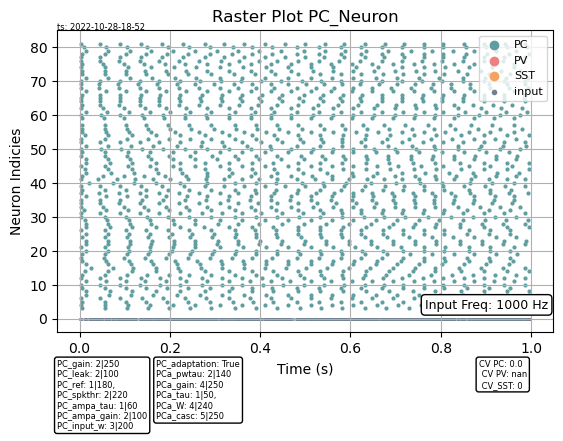 Raster Plot PC_Neuron
ts: 2022-10-28-18-52
PC
PV
SST
input
80
70
60
50
40
30
20
10
0
Neuron Indicies
Input Freq: 1000 Hz
0.0 0.2 0.4 0.6 0.8 1.0
Time (s)
PC_gain: 2|250
PC_leak: 2|100
PC_ref: 1|180,
PC_spkthr: 2|220
PC_ampa_tau: 1|60
PC_ampa_gain: 2|100
PC_input_w: 3|200
PC_adaptation: True
PCa_pwtau: 2|140
PCa_gain: 4|250
PCa_tau: 1|50,
PCa_W: 4|240
PCa_casc: 5|250
CV PC: 0.0
CV PV: nan
CV_SST: 0